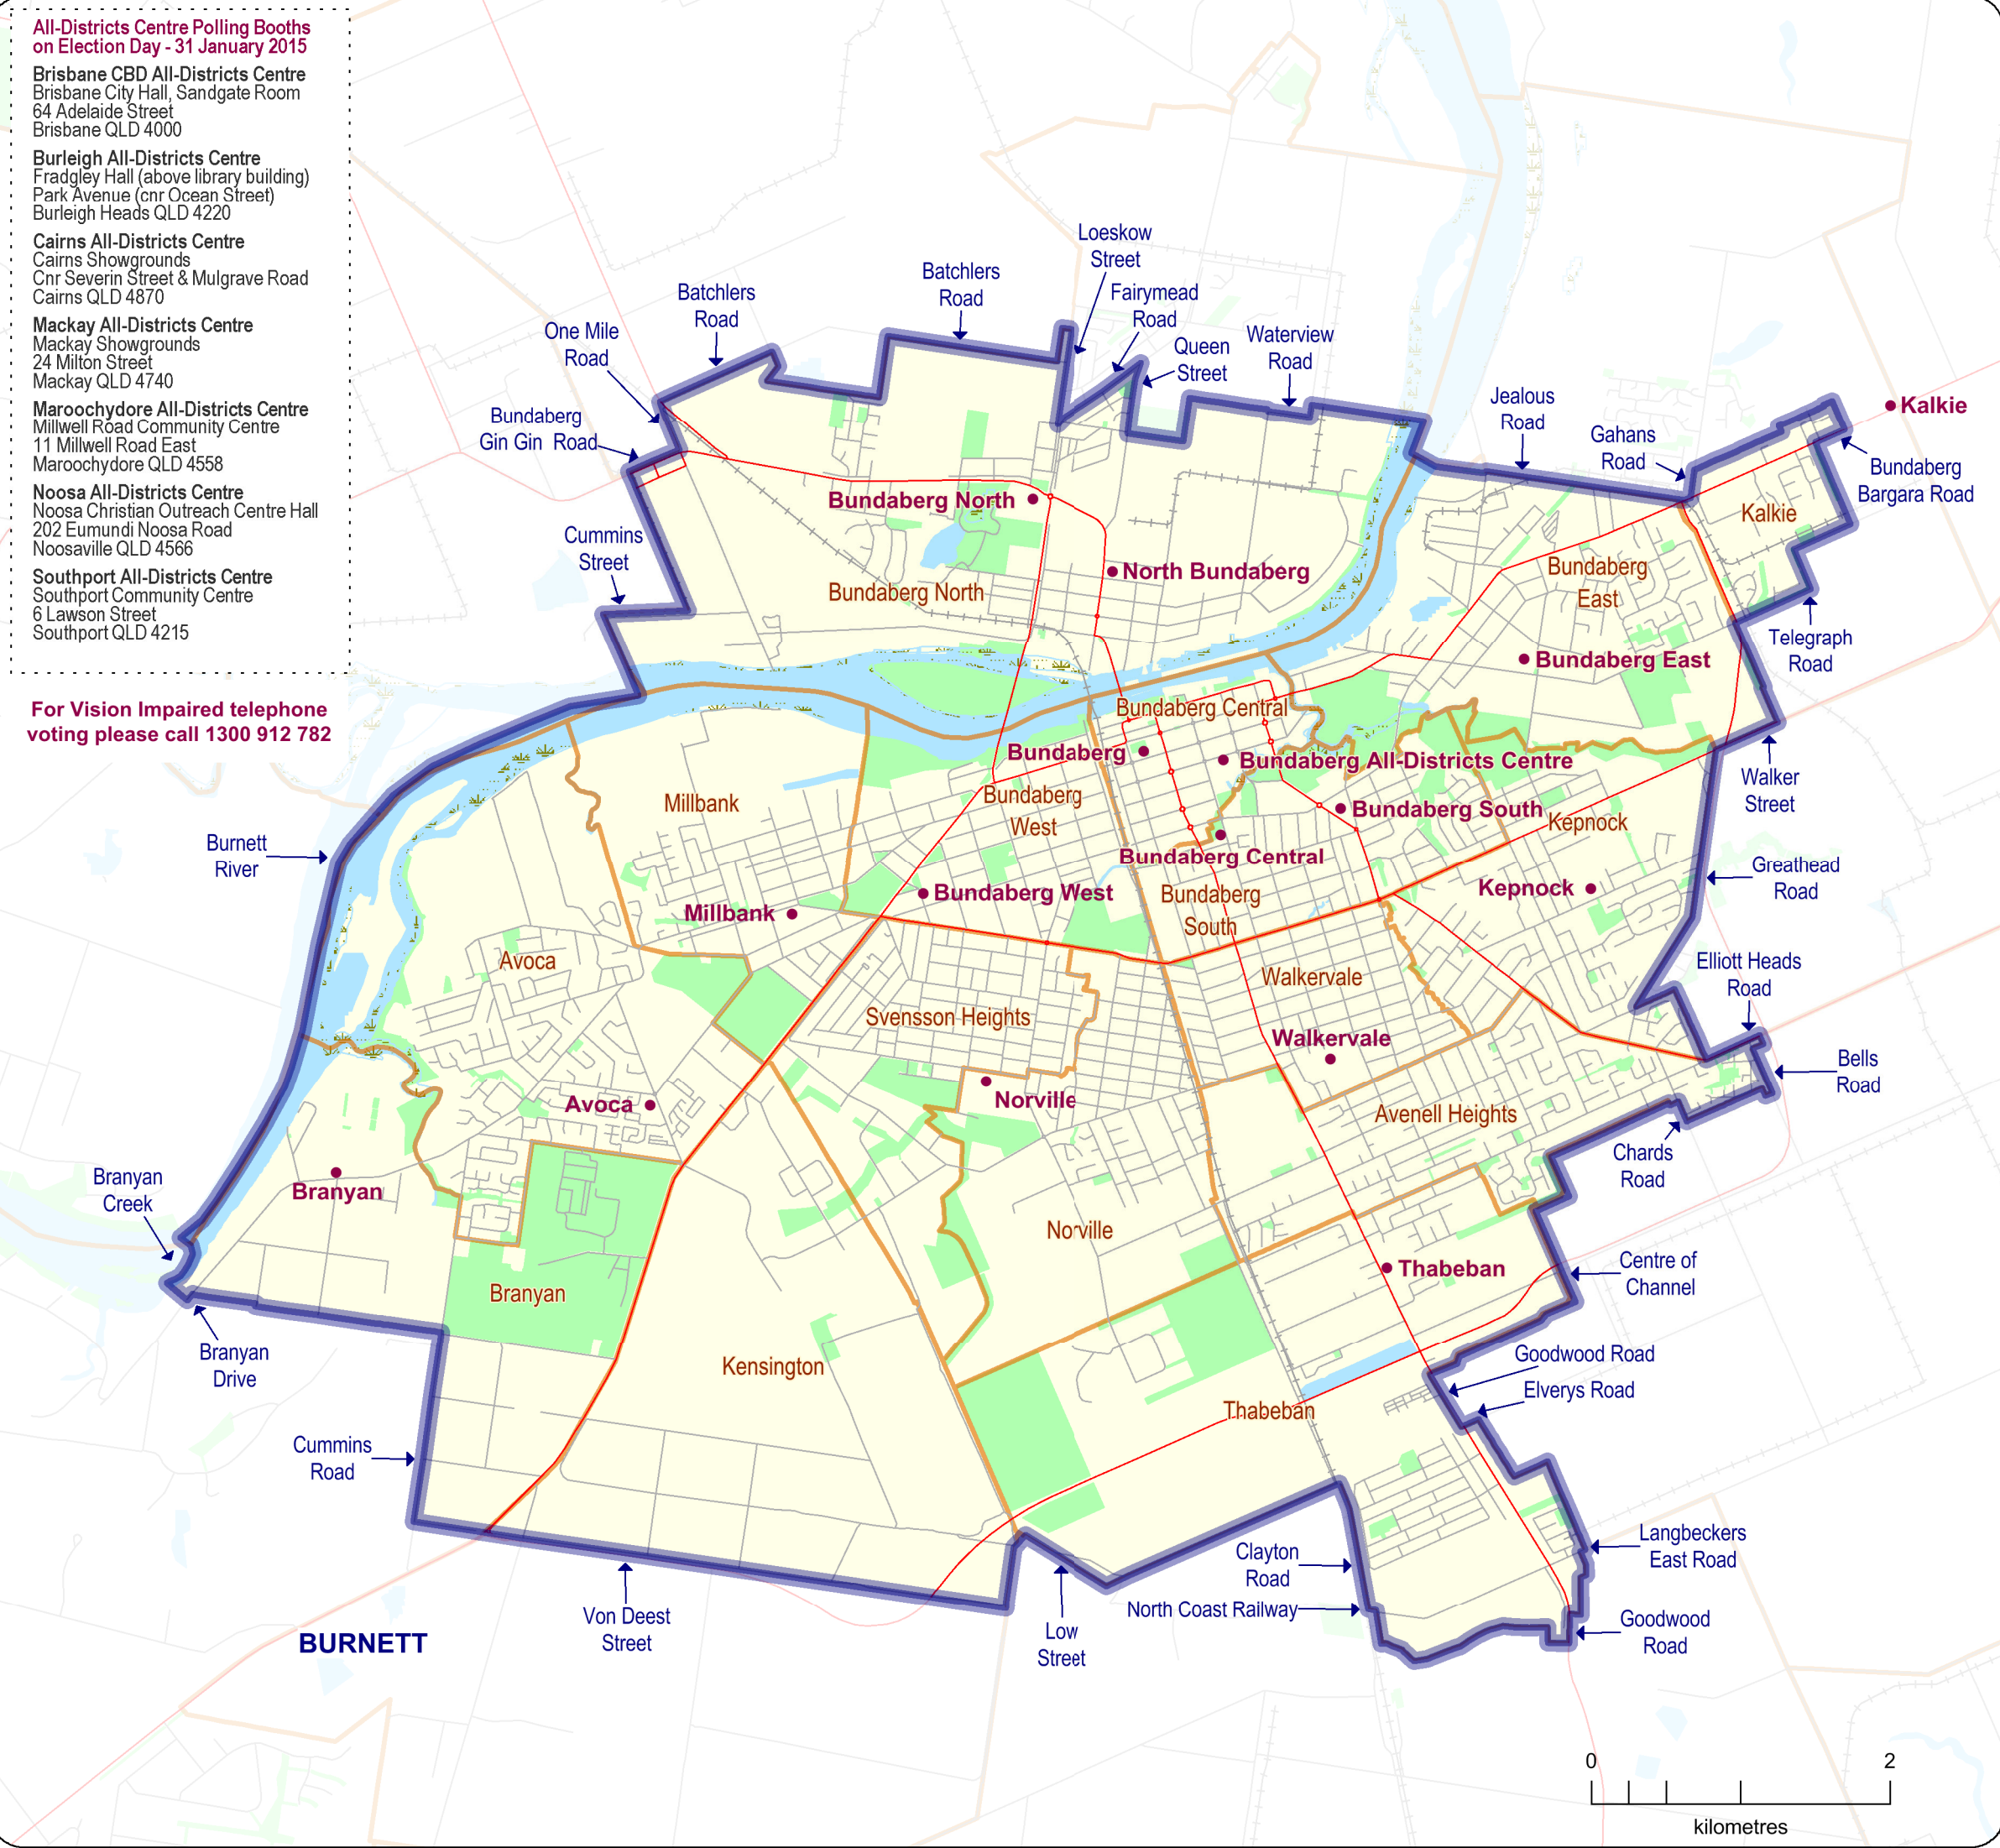 All-Districts Centre Polling Booths
on Election Day - 31 January 2015
Brisbane CBD All-Districts Centre
Brisbane City Hall, Sandgate Room
64 Adelaide Street
Brisbane QLD 4000
Burleigh All-Districts Centre
Fradgley Hall (above library building)
Park Avenue (cnr Ocean Street)
Burleigh Heads QLD 4220
Cairns All-Districts Centre
Cairns Showgrounds
Cnr Severin Street & Mulgrave Road
Cairns QLD 4870
Mackay All-Districts Centre
Mackay Showgrounds
24 Milton Street
Mackay QLD 4740
Maroochydore All-Districts Centre
Millwell Road Community Centre
11 Millwell Road East
Maroochydore QLD 4558
Noosa All-Districts Centre
Noosa Christian Outreach Centre Hall
202 Eumundi Noosa Road
Noosaville QLD 4566
Southport All-Districts Centre
Southport Community Centre
6 Lawson Street
Southport QLD 4215
For Vision Impaired telephone
voting please call 1300 912 782
Loeskow
Street
Batchlers
Road
Fairymead
Road
Batchlers
Road
One Mile
Road
Waterview
Road
Queen
Street
Jealous
Road
Kalkie
Bundaberg
Gin Gin Road
Gahans
Road
Bundaberg
Bargara Road
Bundaberg North
Kalkie
Cummins
Street
North Bundaberg
Bundaberg
East
Bundaberg North
Telegraph
Road
Bundaberg East
Bundaberg Central
Bundaberg
Bundaberg All-Districts Centre
Walker
Street
Millbank
Bundaberg
West
Bundaberg South
Kepnock
Burnett
River
Bundaberg Central
Greathead
Road
Kepnock
Bundaberg West
Bundaberg
South
Millbank
Avoca
Elliott Heads
Road
Walkervale
Svensson Heights
Walkervale
Bells
Road
Norville
Avoca
Avenell Heights
Chards
Road
Branyan
Creek
Branyan
Norville
Centre of
Channel
Thabeban
Branyan
Branyan
Drive
Kensington
Goodwood Road
Elverys Road
Thabeban
Cummins
Road
Langbeckers
East Road
Clayton
Road
North Coast Railway
Von Deest
Street
Low
Street
Goodwood
Road
BURNETT
0 2
kilometres